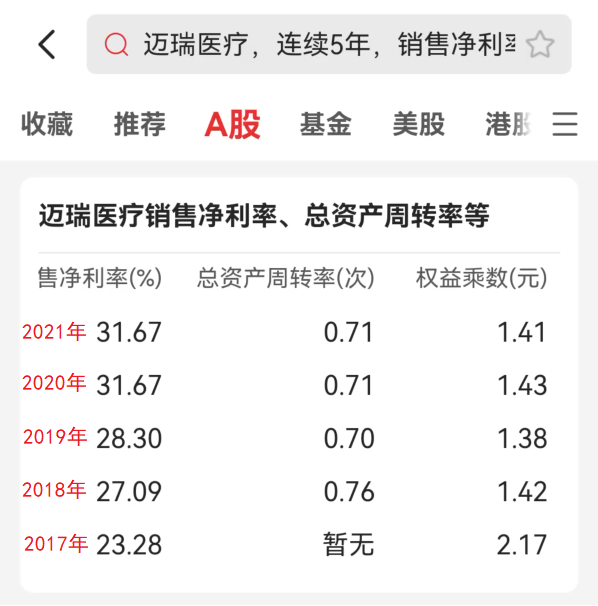 迈瑞医疗，连续5年，销售净利率
收藏 推荐 A股 基金 美股 港股
迈瑞医疗销售净利率、总资产周转率等
售净利率(%) 总资产周转率(次) 权益乘数(元)
2021年 31.67 0.71 1.41
2020年 31.67 0.71 1.43
2019年 28.30 0.70 1.38
2018年 27.09 0.76 1.42
2017年 23.28 暂无 2.17